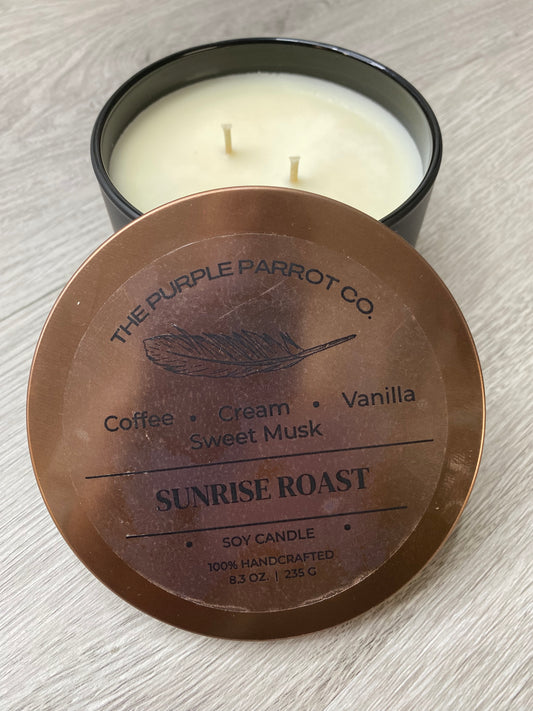 THE PURPLE PARROT CO.
Coffee • Cream • Vanilla
Sweet Musk
SUNRISE ROAST
• SOY CANDLE •
100% HANDCRAFTED
8.3 OZ. | 235 G